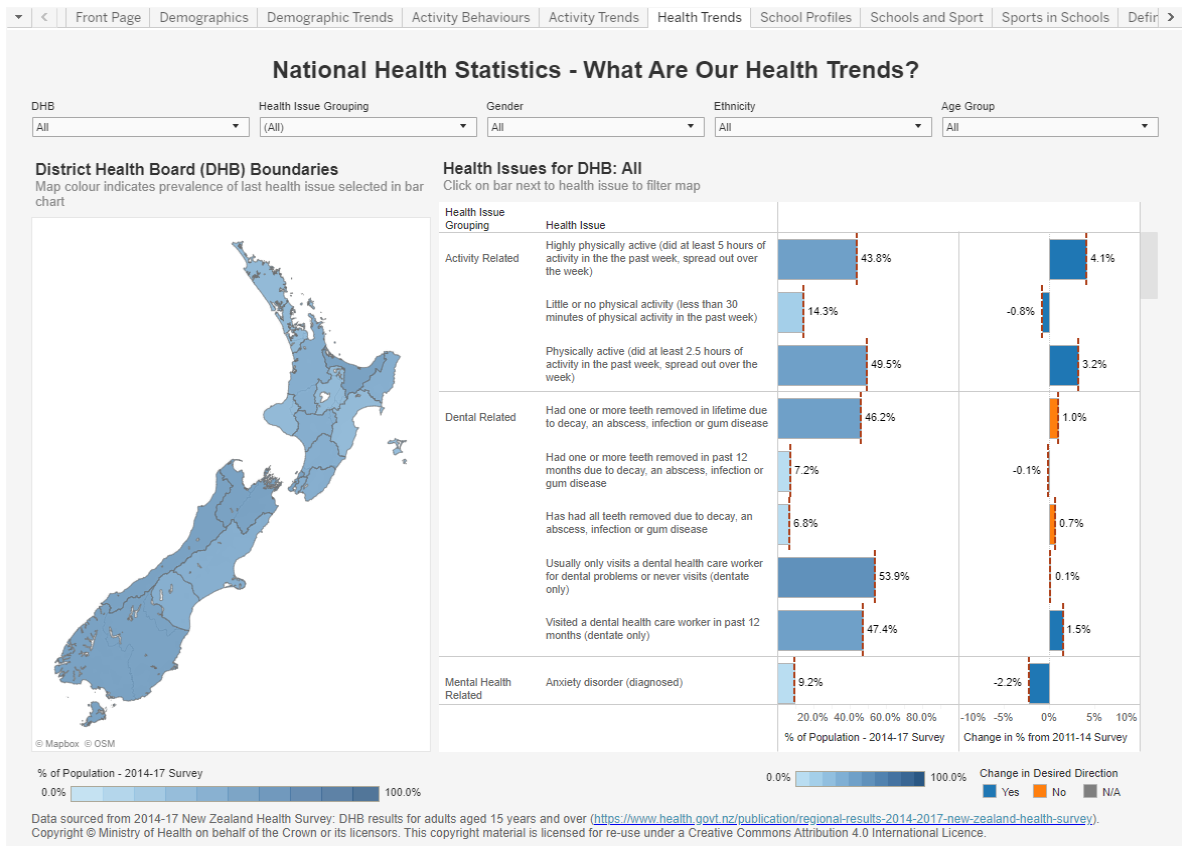 Front Page
Demographics
Demographic Trends
Activity Behaviours
Activity Trends
Health Trends
School Profiles
Schools and Sport
Sports in Schools
Defir
National Health Statistics - What Are Our Health Trends?
DHB
Health Issue Grouping
Gender
Ethnicity
Age Group
All
(All)
All
All
All
District Health Board (DHB) Boundaries
Map colour indicates prevalence of last health issue selected in bar
chart
© Mapbox © OSM
Health Issues for DHB: All
Click on bar next to health issue to filter map
Health Issue
Grouping
Health Issue
Activity Related
Highly physically active (did at least 5 hours of
activity in the the past week, spread out over
the week)
43.8%
4.1%
Little or no physical activity (less than 30
minutes of physical activity in the past week)
14.3%
-0.8%
Physically active (did at least 2.5 hours of
activity in the past week, spread out over the
week)
49.5%
3.2%
Dental Related
Had one or more teeth removed in lifetime due
to decay, an abscess, infection or gum disease
46.2%
1.0%
Had one or more teeth removed in past 12
months due to decay, an abscess, infection or
gum disease
7.2%
-0.1%
Has had all teeth removed due to decay, an
abscess, infection or gum disease
6.8%
0.7%
Usually only visits a dental health care worker
for dental problems or never visits (dentate
only)
53.9%
0.1%
Visited a dental health care worker in past 12
months (dentate only)
47.4%
1.5%
Mental Health
Related
Anxiety disorder (diagnosed)
9.2%
-2.2%
20.0% 40.0% 60.0% 80.0%
% of Population - 2014-17 Survey
-10% -5% 0% 5% 10%
Change in % from 2011-14 Survey
% of Population - 2014-17 Survey
0.0%
100.0%
0.0%
100.0%
Change in Desired Direction
Yes
No
N/A
Data sourced from 2014-17 New Zealand Health Survey: DHB results for adults aged 15 years and over (https://www.health.govt.nz/publication/regional-results-2014-2017-new-zealand-health-survey).
Copyright © Ministry of Health on behalf of the Crown or its licensors. This copyright material is licensed for re-use under a Creative Commons Attribution 4.0 International Licence.